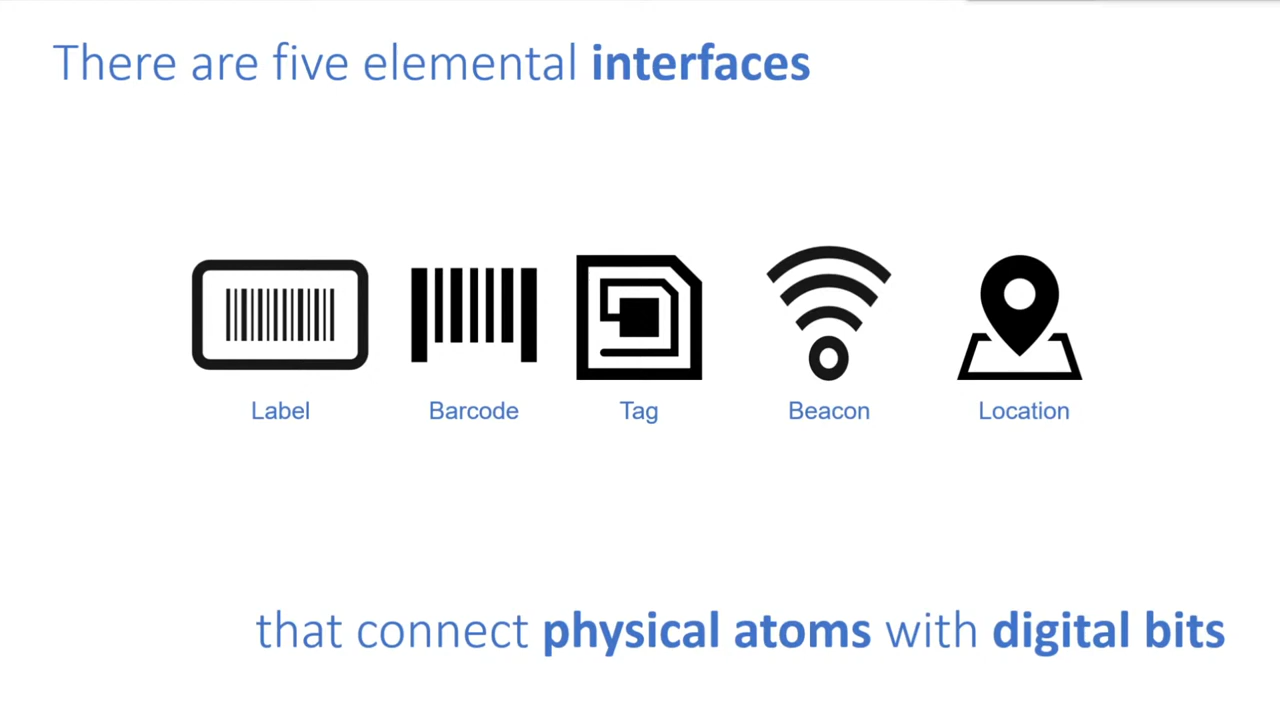 There are five elemental interfaces
Label
Barcode
Tag
Beacon
Location
that connect physical atoms with digital bits